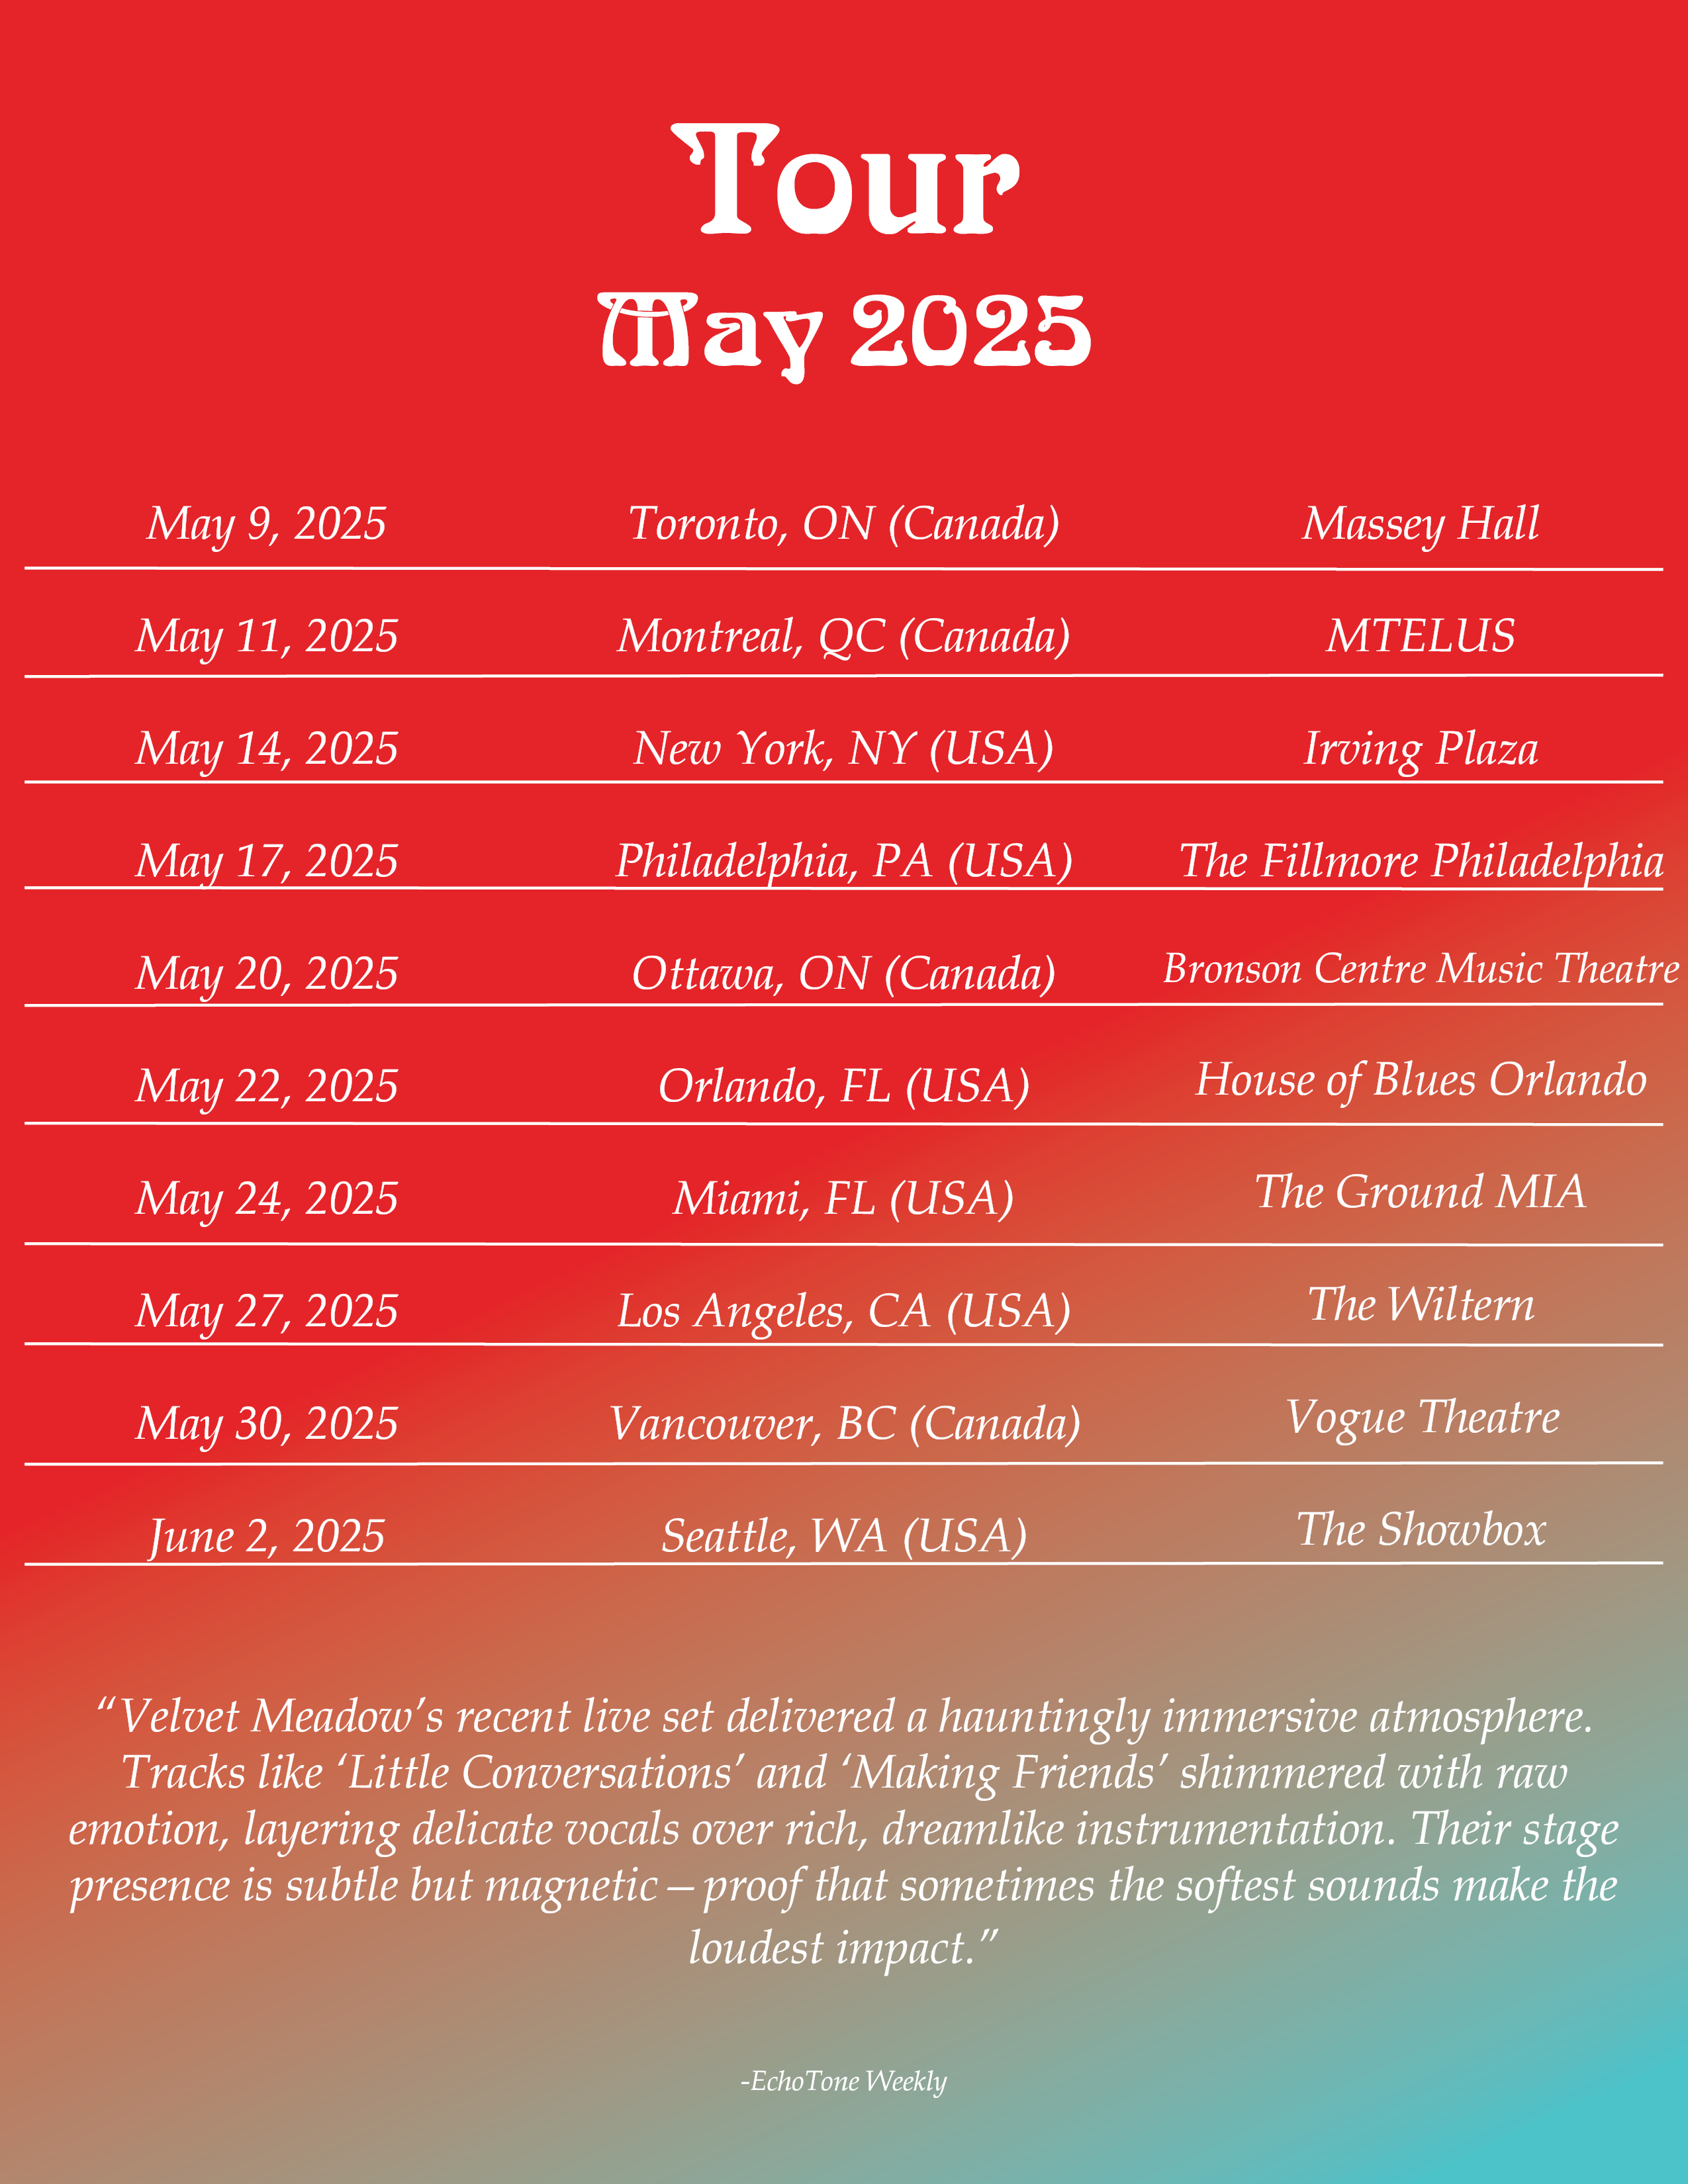 Tour
May 2025
May 9, 2025 Toronto, ON (Canada) Massey Hall
May 11, 2025 Montreal, QC (Canada) MTELUS
May 14, 2025 New York, NY (USA) Irving Plaza
May 17, 2025 Philadelphia, PA (USA) The Fillmore Philadelphia
May 20, 2025 Ottawa, ON (Canada) Bronson Centre Music Theatre
May 22, 2025 Orlando, FL (USA) House of Blues Orlando
May 24, 2025 Miami, FL (USA) The Ground MIA
May 27, 2025 Los Angeles, CA (USA) The Wiltern
May 30, 2025 Vancouver, BC (Canada) Vogue Theatre
June 2, 2025 Seattle, WA (USA) The Showbox
“Velvet Meadow’s recent live set delivered a hauntingly immersive atmosphere.
Tracks like ‘Little Conversations’ and ‘Making Friends’ shimmered with raw
emotion, layering delicate vocals over rich, dreamlike instrumentation. Their stage
presence is subtle but magnetic—proof that sometimes the softest sounds make the
loudest impact.”
-EchoTone Weekly